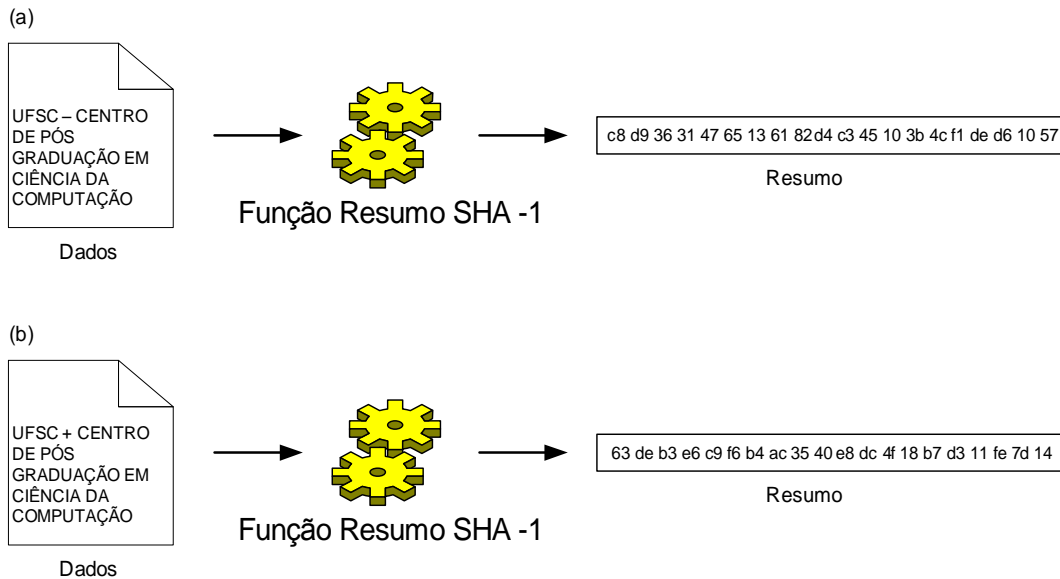 (a)
UFSC – CENTRO
DE PÓS
GRADUAÇÃO EM
CIÊNCIA DA
COMPUTAÇÃO
Dados
Função Resumo SHA -1
c8 d9 36 31 47 65 13 61 82 d4 c3 45 10 3b 4c f1 de d6 10 57
Resumo
(b)
UFSC + CENTRO
DE PÓS
GRADUAÇÃO EM
CIÊNCIA DA
COMPUTAÇÃO
Dados
Função Resumo SHA -1
63 de b3 e6 c9 f6 b4 ac 35 40 e8 dc 4f 18 b7 d3 11 fe 7d 14
Resumo